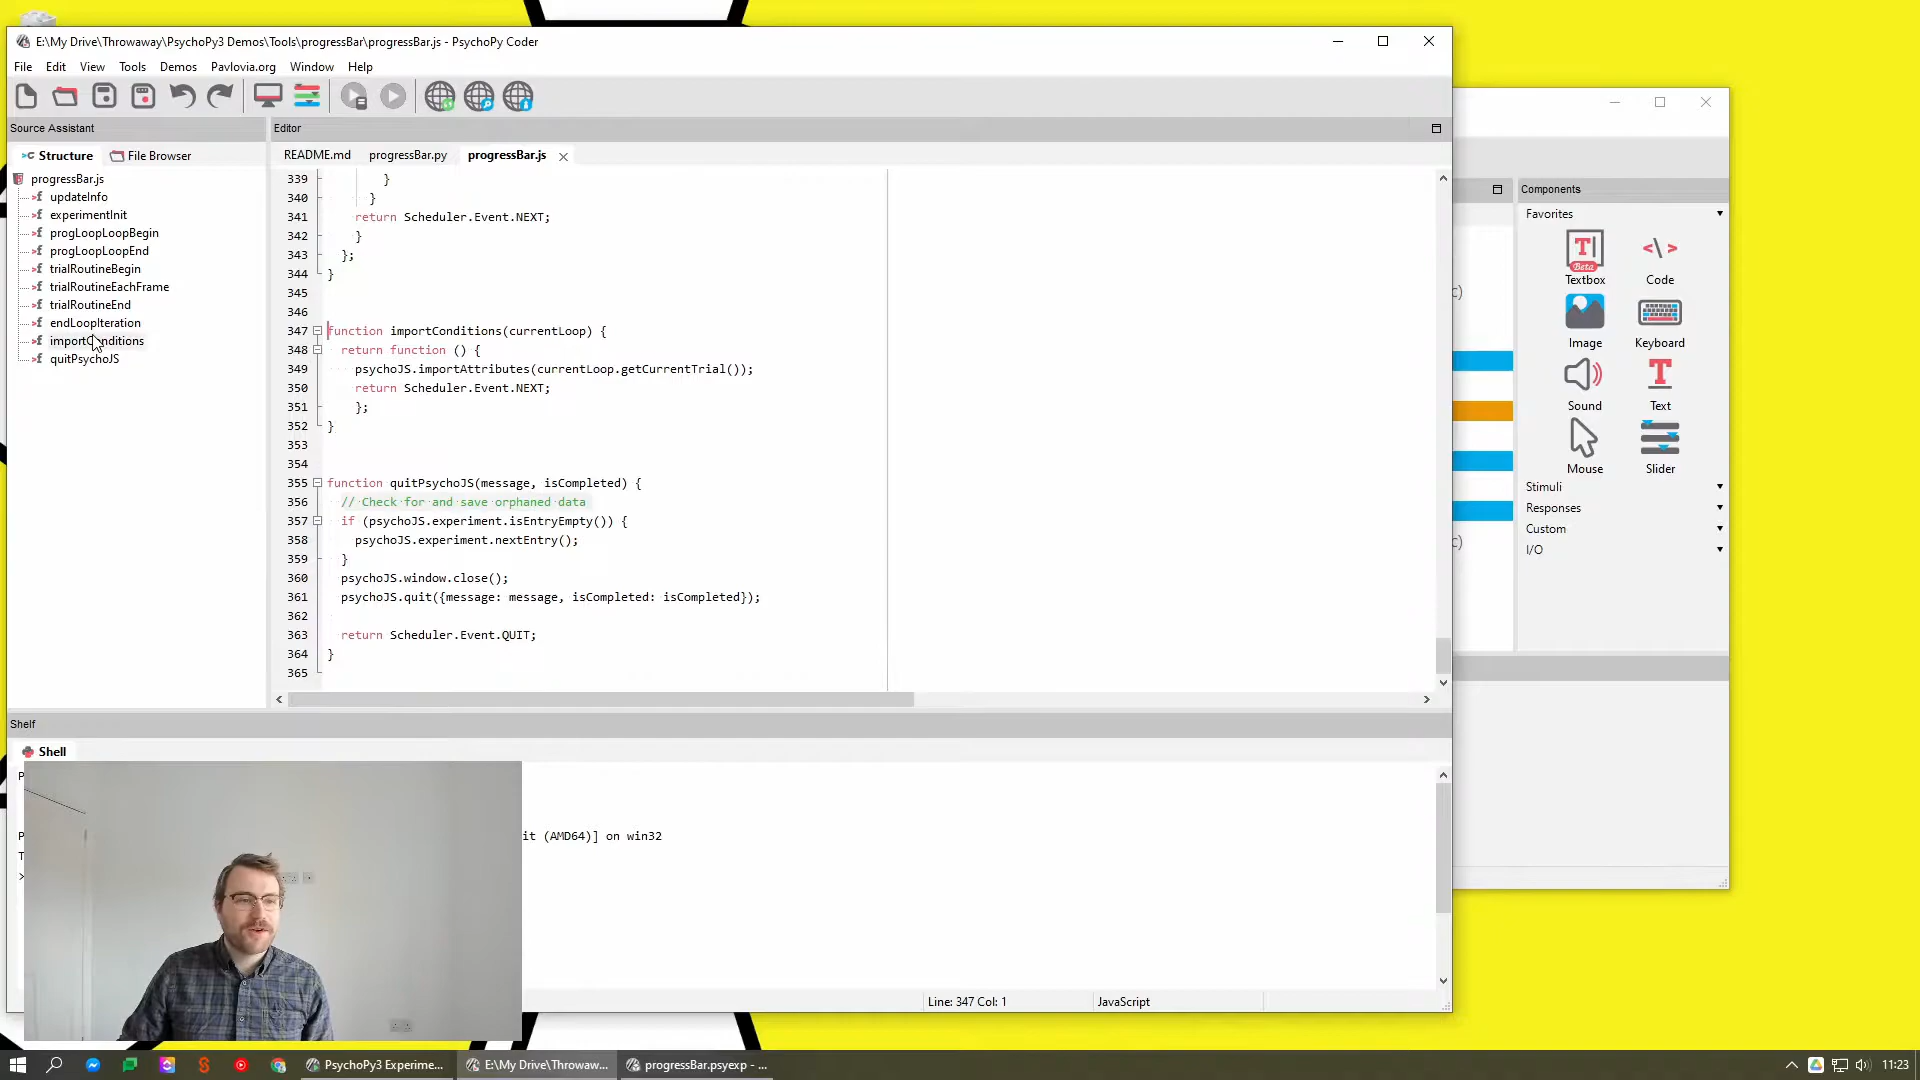 E:\My Drive\Throwaway\PsychoPy3 Demos\Tools\progressBar\progressBar.js - PsychoPy Coder
File Edit View Tools Demos Pavlovia.org Window Help
Source Assistant
Editor
Structure
File Browser
README.md
progressBar.py
progressBar.js
progressBar.js
updateInfo
experimentInit
progLoopLoopBegin
progLoopLoopEnd
trialRoutineBegin
trialRoutineEachFrame
trialRoutineEnd
endLoopIteration
importConditions
quitPsychoJS
339 }
340 }
341 return Scheduler.Event.NEXT;
342 }
343 };
344 }
345
346
347 function importConditions(currentLoop) {
348 return function () {
349 psychoJS.importAttributes(currentLoop.getCurrentTrial());
350 return Scheduler.Event.NEXT;
351 };
352 }
353
354
355 function quitPsychoJS(message, isCompleted) {
356 // Check for and save orphaned data
357 if (psychoJS.experiment.isEntryEmpty()) {
358 psychoJS.experiment.nextEntry();
359 }
360 psychoJS.window.close();
361 psychoJS.quit({message: message, isCompleted: isCompleted});
362
363 return Scheduler.Event.QUIT;
364 }
365
Shelf
Shell
P
P
it (AMD64)] on win32
T
>
Line: 347 Col: 1
JavaScript
Components
Favorites
Textbox
Beta
Code
Image
Keyboard
Sound
Text
Mouse
Slider
Stimuli
Responses
Custom
I/O
c)
c)
PsychoPy3 Experime...
E:\My Drive\Throwaw...
progressBar.psyexp - ...
11:23